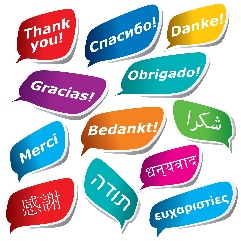 Thank
you!
Спасибо!
Danke!
Gracias!
Obrigado!
Merci
Bedankt!
شكرا
感謝
תודה
धन्यवाद
ευχαριστίες